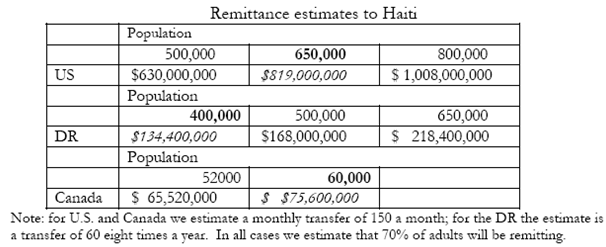 Remittance estimates to Haiti
Population
500,000 650,000 800,000
US $630,000,000 $819,000,000 $ 1,008,000,000
Population
400,000 500,000 650,000
DR $134,400,000 $168,000,000 $ 218,400,000
Population
52000 60,000
Canada $ 65,520,000 $ $75,600,000
Note: for U.S. and Canada we estimate a monthly transfer of 150 a month; for the DR the estimate is
a transfer of 60 eight times a year. In all cases we estimate that 70% of adults will be remitting.